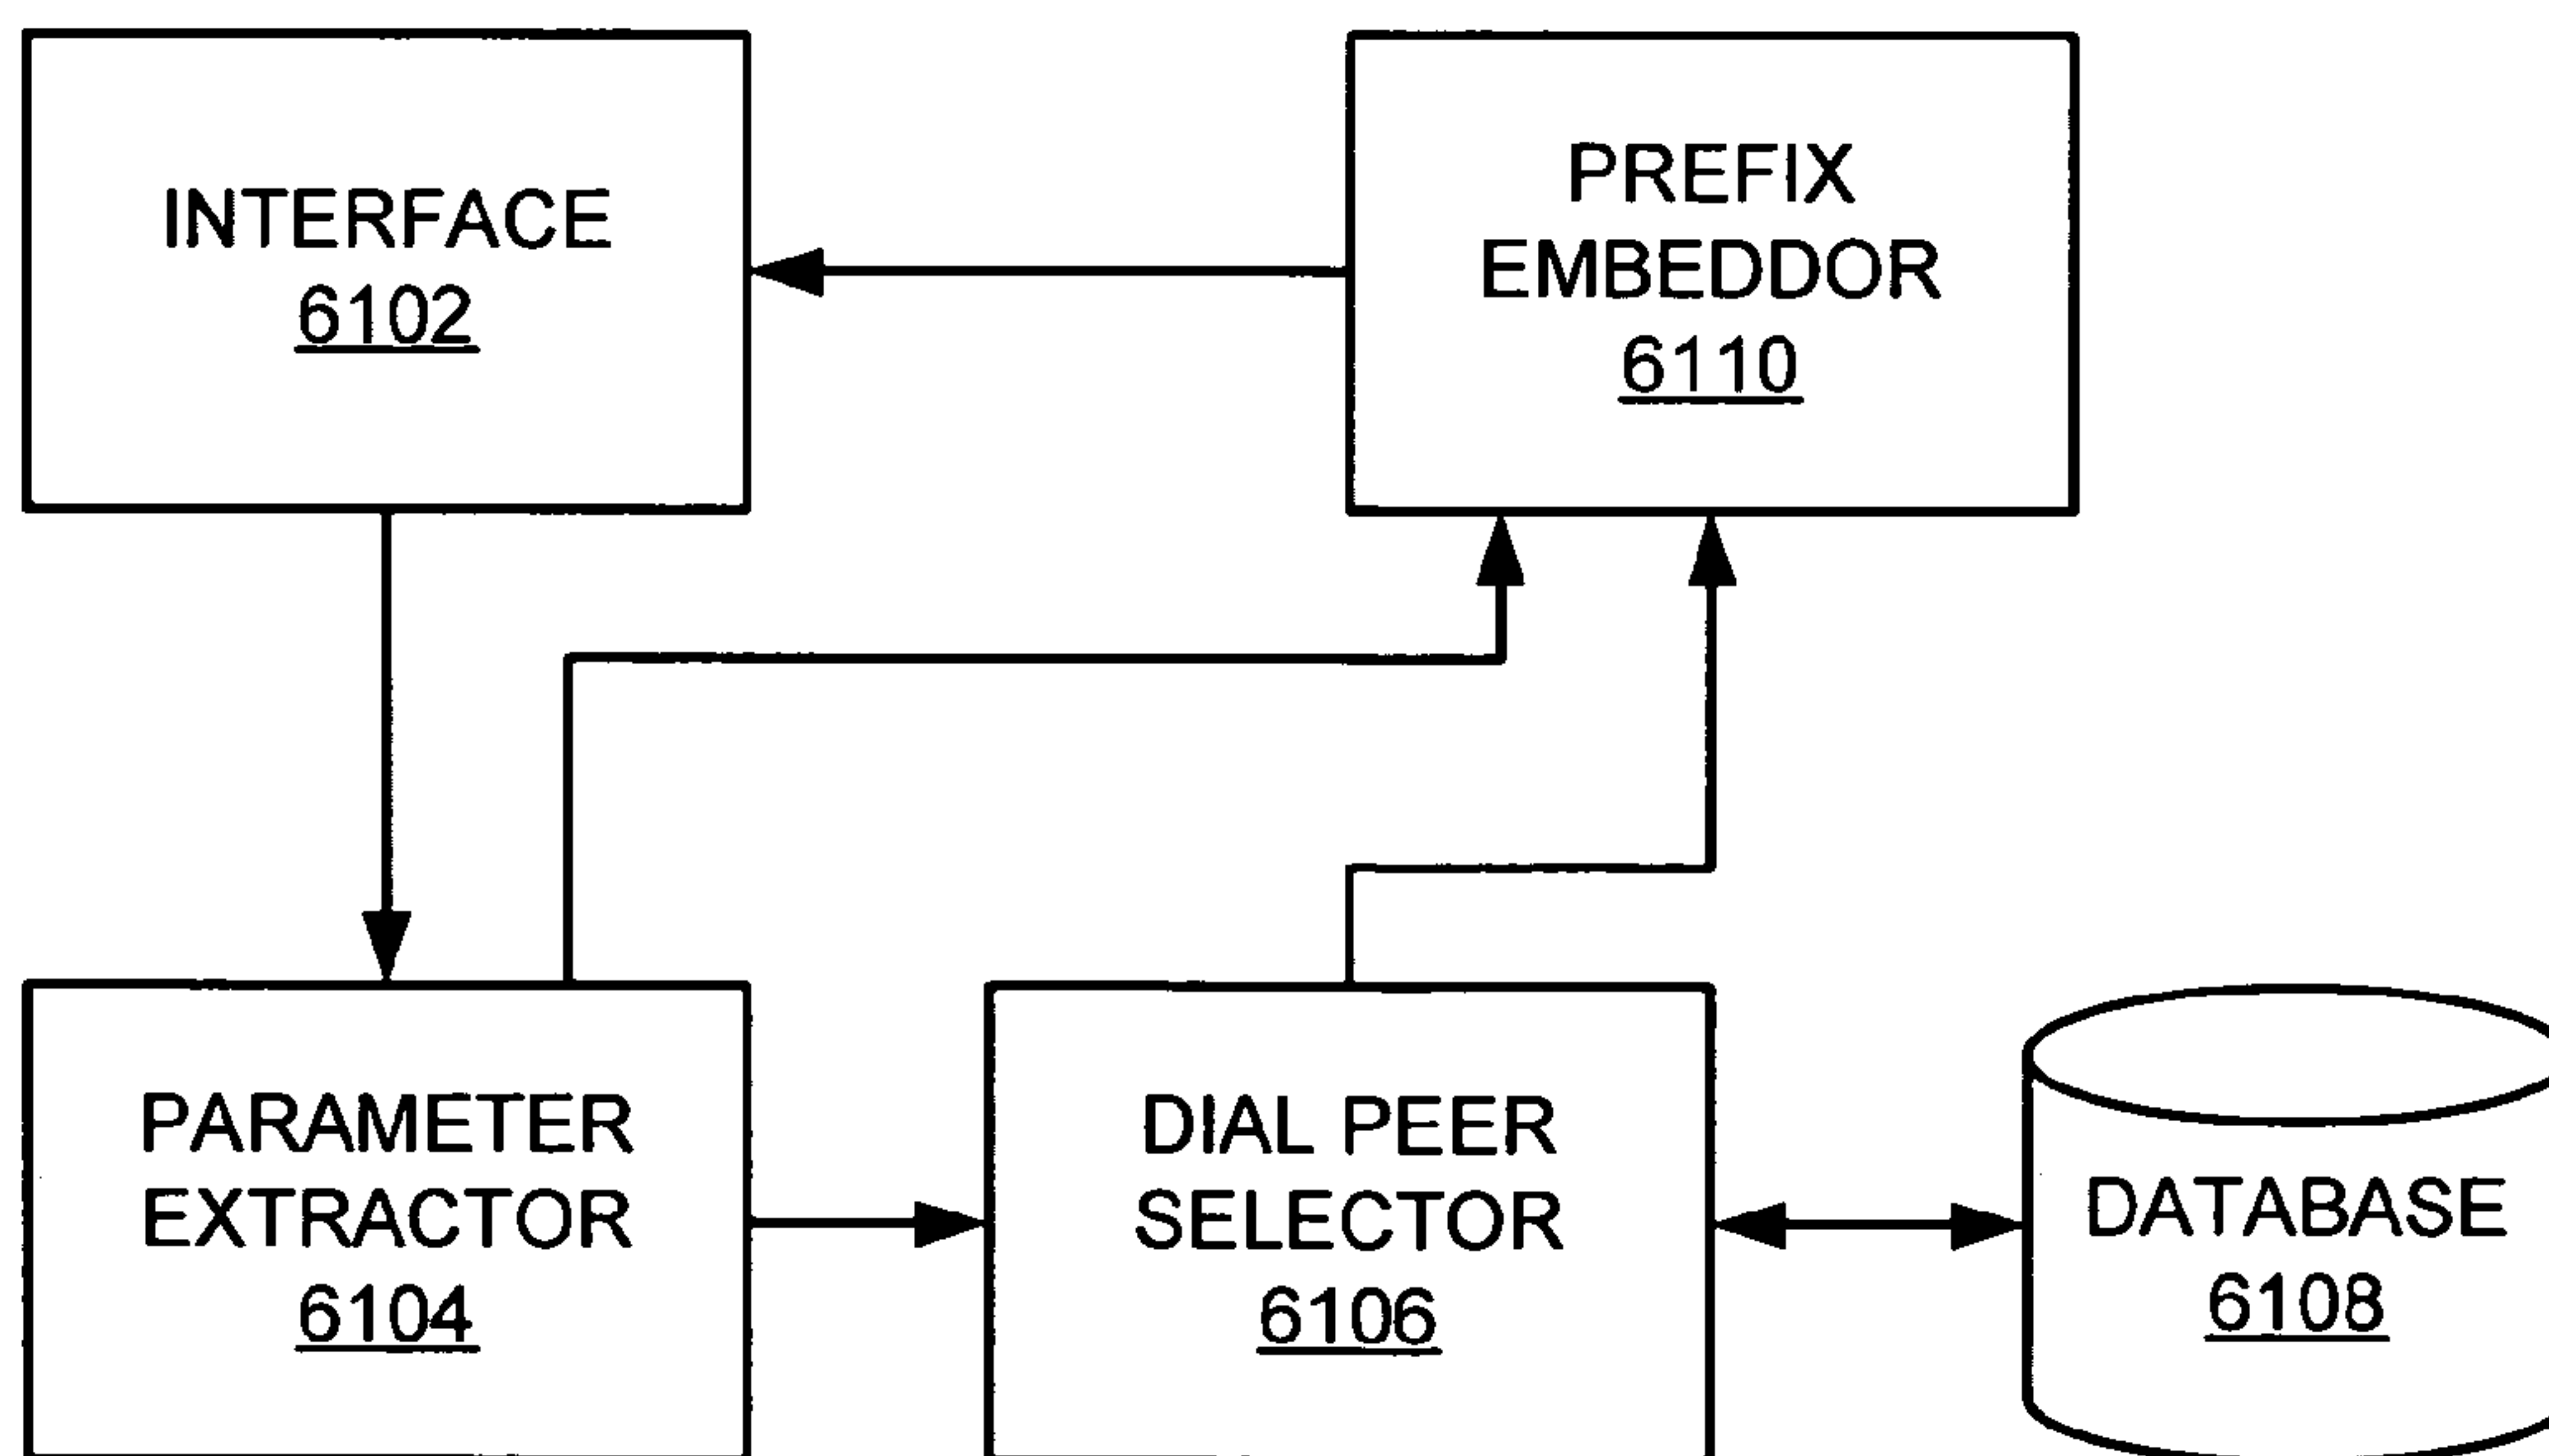 INTERFACE
6102
PREFIX
EMBEDDOR
6110
PARAMETER
EXTRACTOR
6104
DIAL PEER
SELECTOR
6106
DATABASE
6108